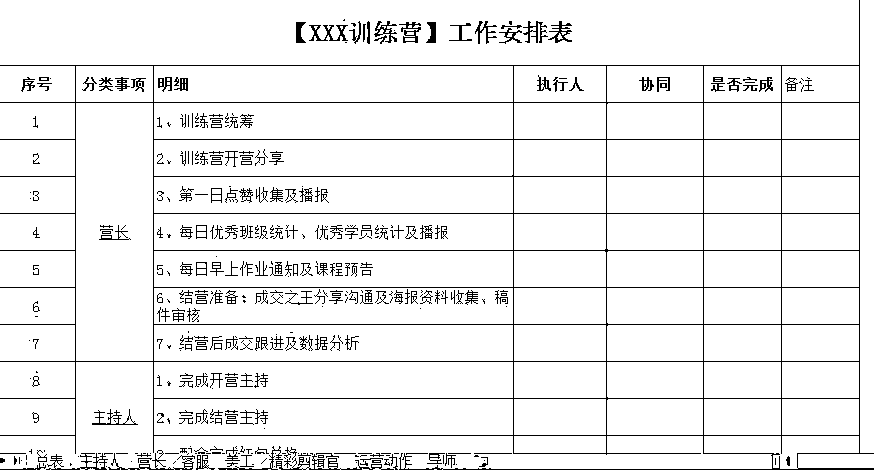 【XXX训练营】工作安排表
序号 分类事项 明细 执行人 协同 是否完成 备注
1 1、训练营统筹
2 2、训练营开营分享
3 3、第一日点赞收集及播报
4 营长 4、每日优秀班级统计、优秀学员统计及播报
5 5、每日早上作业通知及课程预告
6 6、结营准备：成交之王分享沟通及海报资料收集、稿
件审核
7 7、结营后成交跟进及数据分析
8 1、完成开营主持
9 主持人 2、完成结营主持
总表 主持人 营长 客服 美工 精彩剪辑官 运营动作 导师